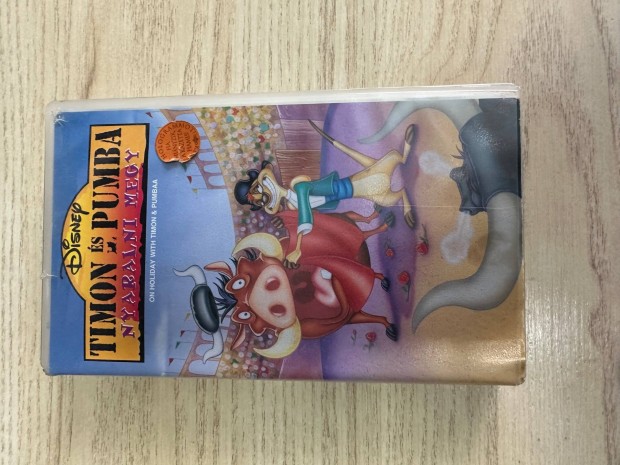 Disney
TIMON ÉS PUMBA
NYARALNI MEGY
ON HOLIDAY WITH TIMON & PUMBAA